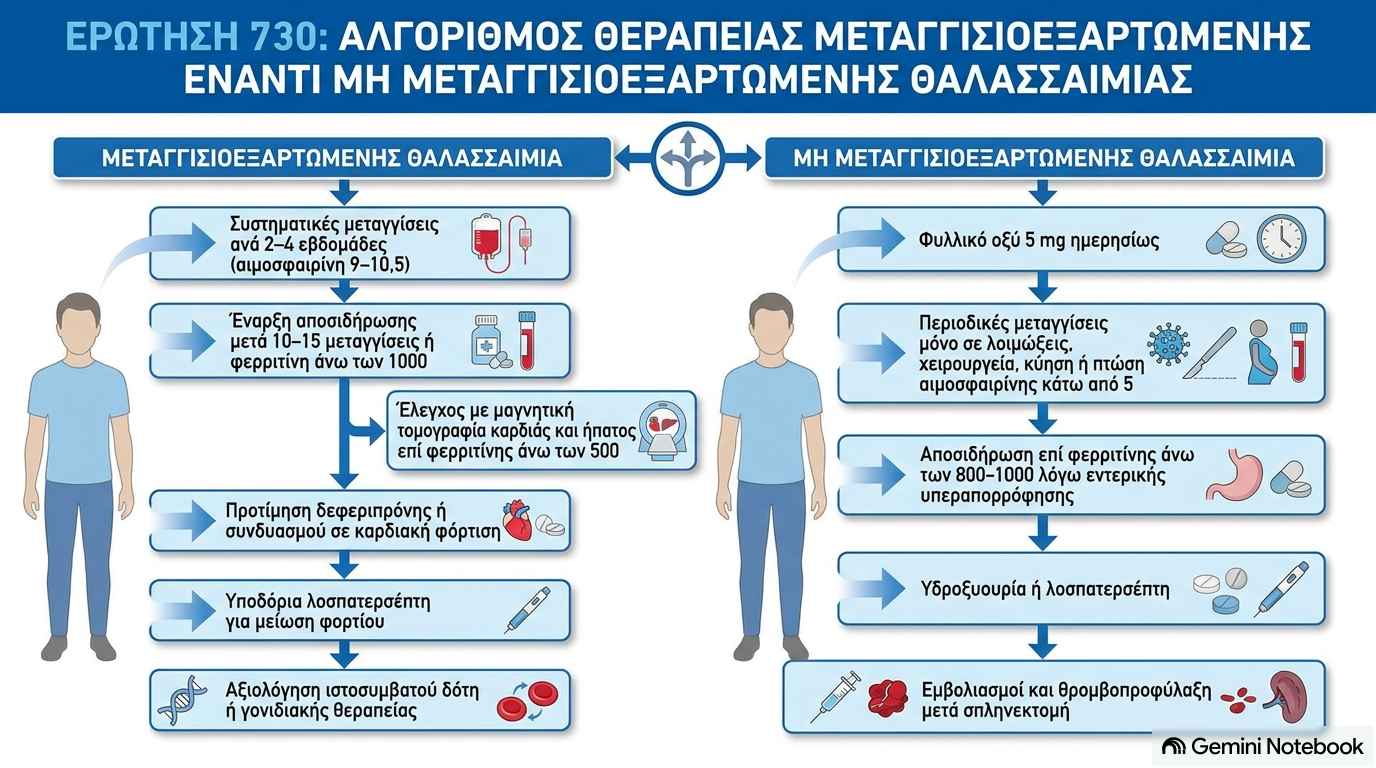 ΕΡΩΤΗΣΗ 730: ΑΛΓΟΡΙΘΜΟΣ ΘΕΡΑΠΕΙΑΣ ΜΕΤΑΓΓΙΣΙΟΕΞΑΡΤΩΜΕΝΗΣ
ΕΝΑΝΤΙ ΜΗ ΜΕΤΑΓΓΙΣΙΟΕΞΑΡΤΩΜΕΝΗΣ ΘΑΛΑΣΣΑΙΜΙΑΣ
ΜΕΤΑΓΓΙΣΙΟΕΞΑΡΤΩΜΕΝΗΣ ΘΑΛΑΣΣΑΙΜΙΑ
Συστηματικές μεταγγίσεις
ανά 2–4 εβδομάδες
(αιμοσφαιρίνη 9–10,5)
Έναρξη αποσιδήρωσης
μετά 10–15 μεταγγίσεις ή
φερριτίνη άνω των 1000
Έλεγχος με μαγνητική
τομογραφία καρδιάς και ήπατος
επί φερριτίνης άνω των 500
Προτίμηση δεφεριπρόνης ή
συνδυασμού σε καρδιακή φόρτιση
Υποδόρια λοσπατερσέπτη
για μείωση φορτίου
Αξιολόγηση ιστοσυμβατού δότη
ή γονιδιακής θεραπείας
ΜΗ ΜΕΤΑΓΓΙΣΙΟΕΞΑΡΤΩΜΕΝΗΣ ΘΑΛΑΣΣΑΙΜΙΑ
Φυλλικό οξύ 5 mg ημερησίως
Περιοδικές μεταγγίσεις
μόνο σε λοιμώξεις,
χειρουργεία, κύηση ή πτώση
αιμοσφαιρίνης κάτω από 5
Αποσιδήρωση επί φερριτίνης άνω
των 800–1000 λόγω εντερικής
υπεραπορρόφησης
Υδροξυουρία ή λοσπατερσέπτη
Εμβολιασμοί και θρομβοπροφύλαξη
μετά σπληνεκτομή
Gemini Notebook